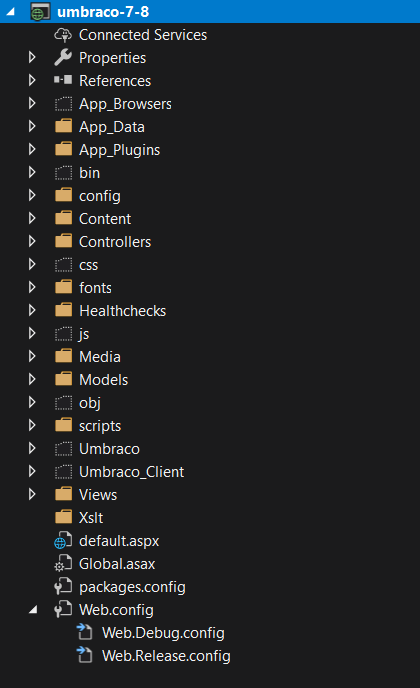 umbraco-7-8
Connected Services
Properties
References
App_Browsers
App_Data
App_Plugins
bin
config
Content
Controllers
css
fonts
Healthchecks
js
Media
Models
obj
scripts
Umbraco
Umbraco_Client
Views
Xslt
default.aspx
Global.asax
packages.config
Web.config
Web.Debug.config
Web.Release.config